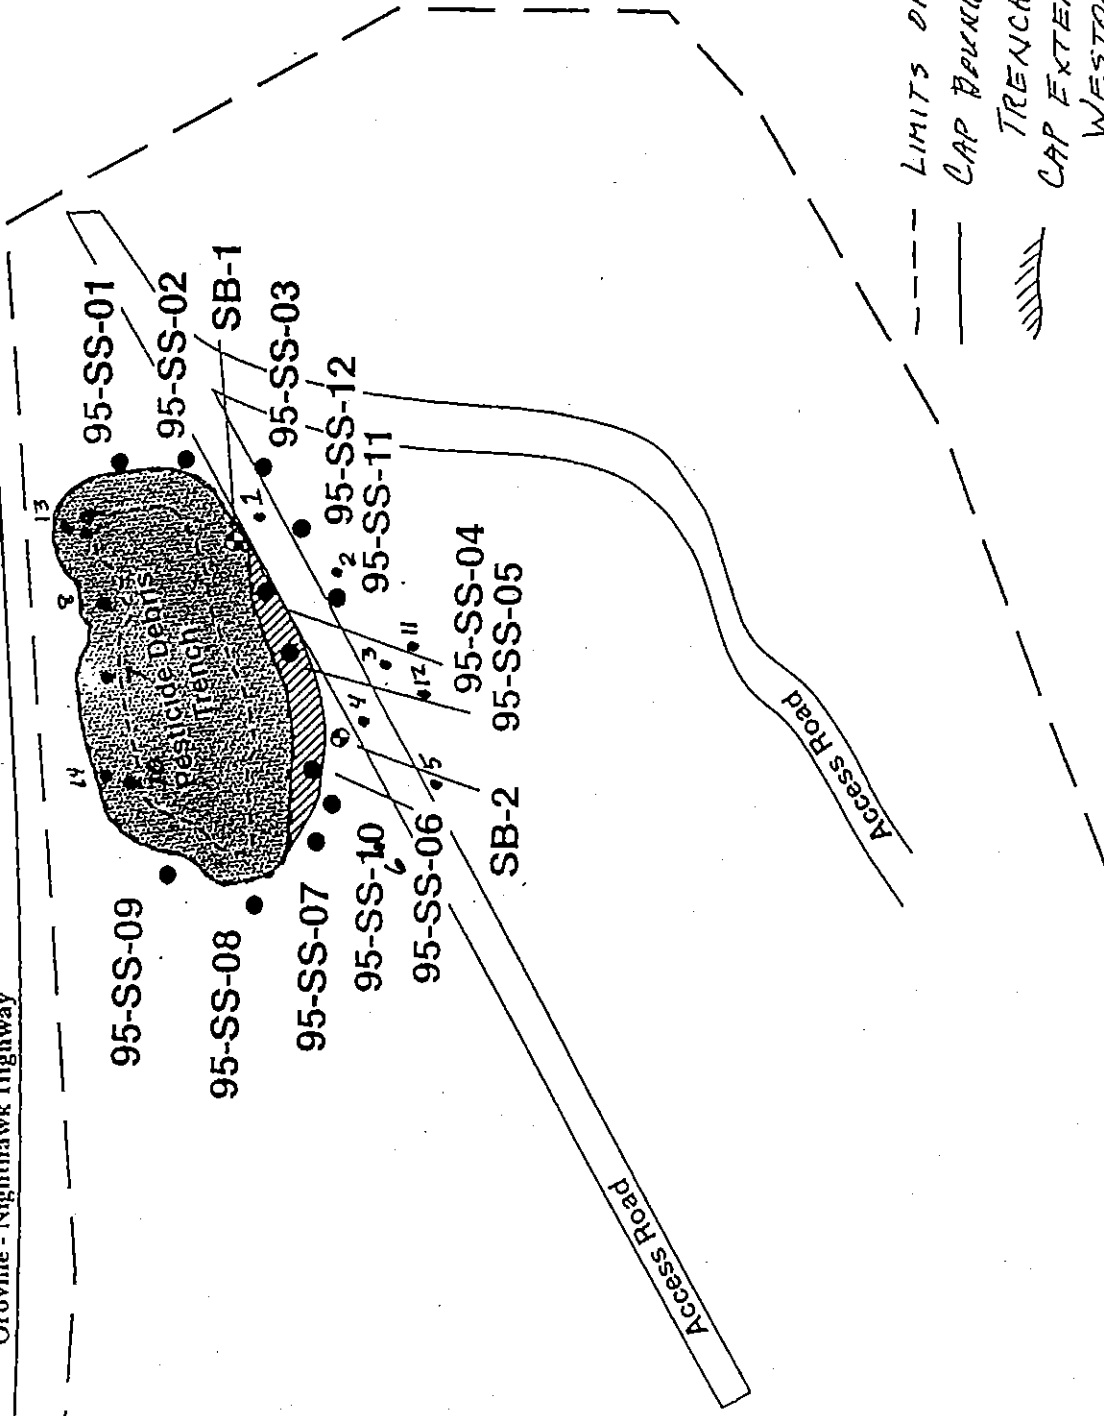 Oroville - Nighthawk Highway
95-SS-01
95-SS-02
SB-1
95-SS-03
95-SS-12
95-SS-11
95-SS-04
95-SS-05
SB-2
95-SS-06
95-SS-10
6
95-SS-07
95-SS-08
95-SS-09
Pesticide Debris
Trench
13
8
7
14
1
2
3
11
12
4
5
Access Road
Access Road
LIMITS
CAP
TRENCH
CAP